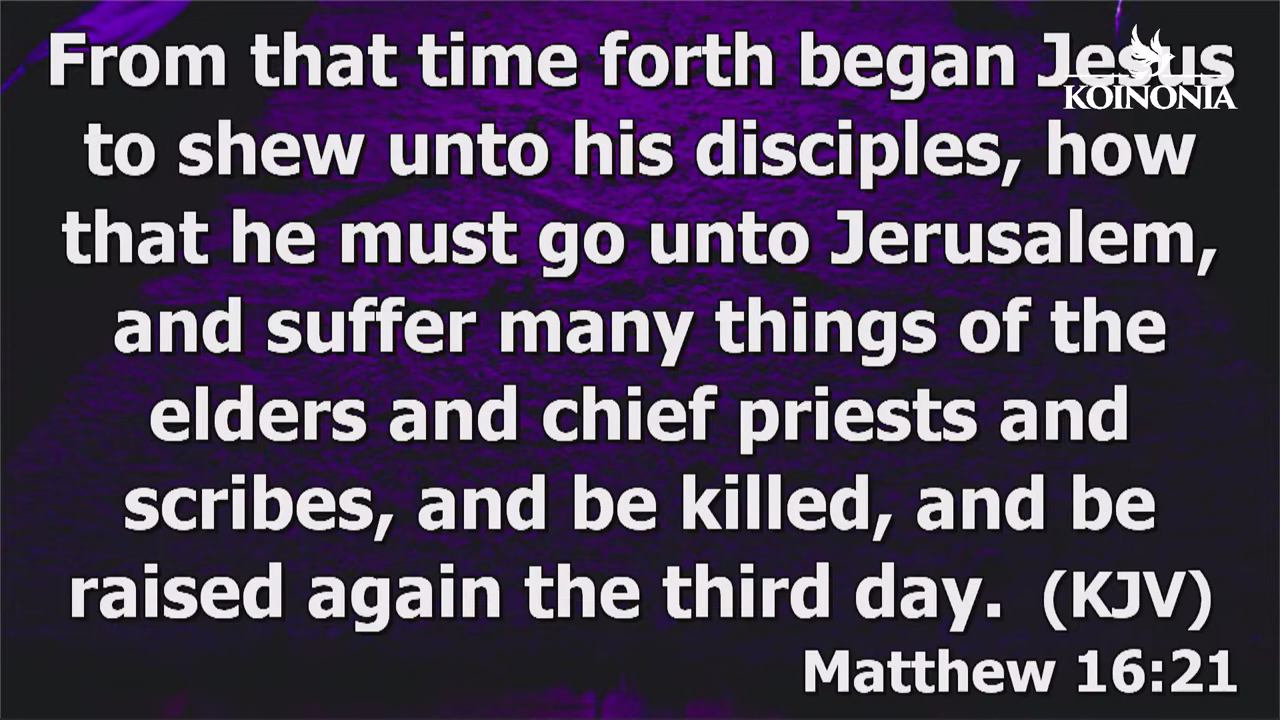 From that time forth began Jesus
KOINONIA
to shew unto his disciples, how
that he must go unto Jerusalem,
and suffer many things of the
elders and chief priests and
scribes, and be killed, and be
raised again the third day. (KJV)
Matthew 16:21